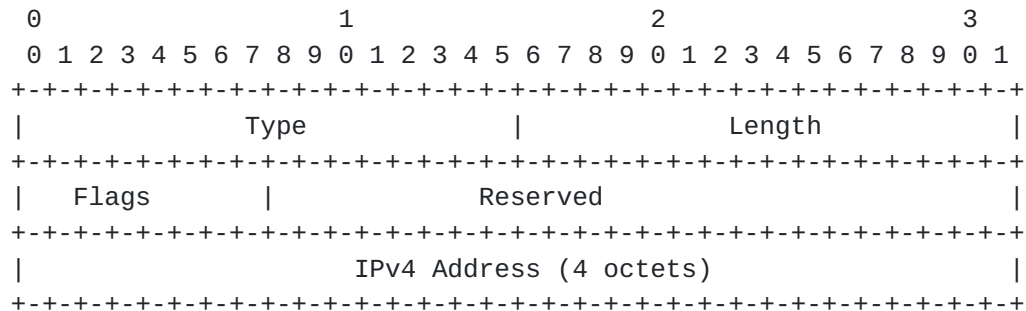 0                   1                   2                   3
 0 1 2 3 4 5 6 7 8 9 0 1 2 3 4 5 6 7 8 9 0 1 2 3 4 5 6 7 8 9 0 1
+-+-+-+-+-+-+-+-+-+-+-+-+-+-+-+-+-+-+-+-+-+-+-+-+-+-+-+-+-+-+-+-+
|              Type             |             Length            |
+-+-+-+-+-+-+-+-+-+-+-+-+-+-+-+-+-+-+-+-+-+-+-+-+-+-+-+-+-+-+-+-+
|   Flags       |             Reserved                          |
+-+-+-+-+-+-+-+-+-+-+-+-+-+-+-+-+-+-+-+-+-+-+-+-+-+-+-+-+-+-+-+-+
|                     IPv4 Address (4 octets)                   |
+-+-+-+-+-+-+-+-+-+-+-+-+-+-+-+-+-+-+-+-+-+-+-+-+-+-+-+-+-+-+-+-+